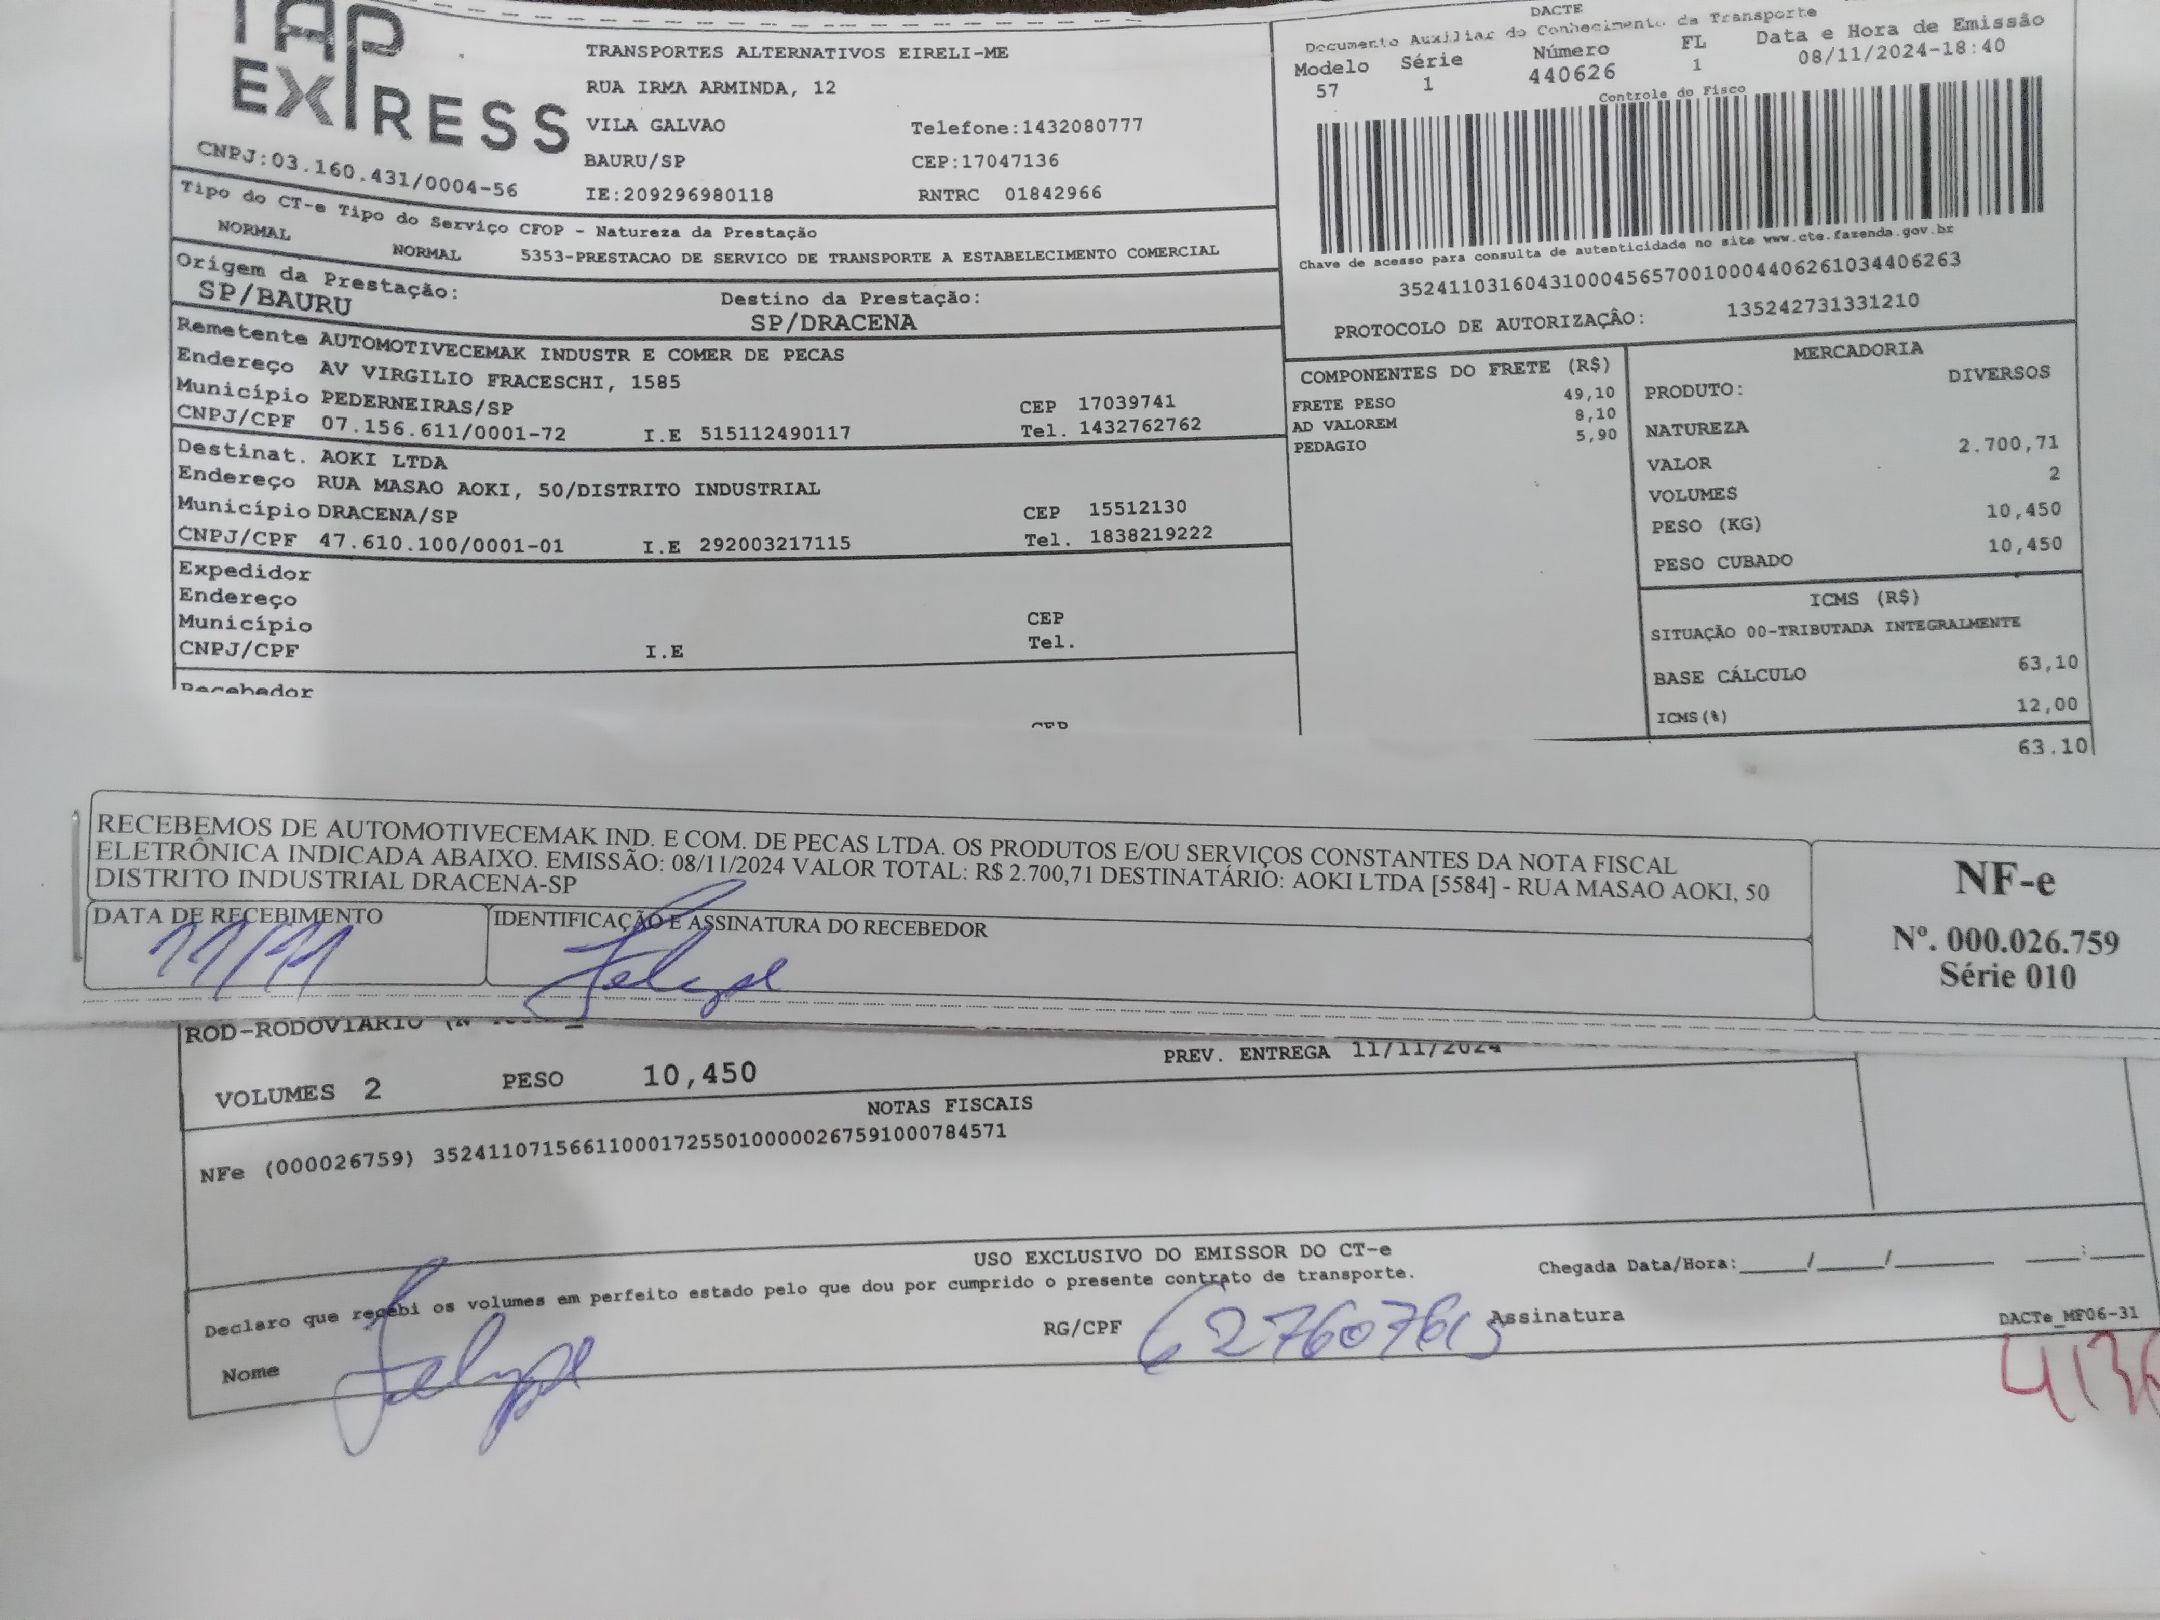 TAP
EXPRESS
CNPJ:03.160.431/0004-56
TRANSPORTES ALTERNATIVOS EIRELI-ME
RUA IRMA ARMINDA, 12
VILA GALVAO Telefone:1432080777
BAURU/SP CEP:17047136
IE:209296980118 RNTRC 01842966
DACTE
Documento Auxiliar do Conhecimento da Transporte
Modelo Série Número FL Data e Hora de Emissão
57 1 440626 1 08/11/2024-18:40
Controle do Fisco
Chave de acesso para consulta de autenticidade no site www.cte.fazenda.gov.br
35241103160431000456570010004406261034406263
PROTOCOLO DE AUTORIZAÇÂO: 135242731331210
Tipo do CT-e Tipo do Serviço CFOP - Natureza da Prestação
NORMAL NORMAL 5353-PRESTACAO DE SERVICO DE TRANSPORTE A ESTABELECIMENTO COMERCIAL
Origem da Prestação: Destino da Prestação:
SP/BAURU SP/DRACENA
Remetente AUTOMOTIVECEMAK INDUSTR E COMER DE PECAS
Endereço AV VIRGILIO FRACESCHI, 1585
Município PEDERNEIRAS/SP CEP 17039741
CNPJ/CPF 07.156.611/0001-72 I.E 515112490117 Tel. 1432762762
Destinat. AOKI LTDA
Endereço RUA MASAO AOKI, 50/DISTRITO INDUSTRIAL
Município DRACENA/SP CEP 15512130
CNPJ/CPF 47.610.100/0001-01 I.E 292003217115 Tel. 1838219222
Expedidor
Endereço
Município CEP
CNPJ/CPF I.E Tel.
Recebedor
CEP
COMPONENTES DO FRETE (R$)
FRETE PESO 49,10
AD VALOREM 8,10
PEDAGIO 5,90
MERCADORIA
PRODUTO: DIVERSOS
NATUREZA
VALOR 2.700,71
VOLUMES 2
PESO (KG) 10,450
PESO CUBADO 10,450
ICMS (R$)
SITUAÇÃO 00-TRIBUTADA INTEGRALMENTE
BASE CÁLCULO 63,10
ICMS(%) 12,00
63.10
RECEBEMOS DE AUTOMOTIVECEMAK IND. E COM. DE PECAS LTDA. OS PRODUTOS E/OU SERVIÇOS CONSTANTES DA NOTA FISCAL
ELETRÔNICA INDICADA ABAIXO. EMISSÃO: 08/11/2024 VALOR TOTAL: R$ 2.700,71 DESTINATÁRIO: AOKI LTDA [5584] - RUA MASAO AOKI, 50
DISTRITO INDUSTRIAL DRACENA-SP
DATA DE RECEBIMENTO IDENTIFICAÇÃO E ASSINATURA DO RECEBEDOR
11/11 Felype
NF-e
Nº. 000.026.759
Série 010
ROD-RODOVIÁRIO
PREV. ENTREGA 11/11/2024
VOLUMES 2 PESO 10,450
NOTAS FISCAIS
NFe (000026759) 35241107156611000172550100000267591000784571
USO EXCLUSIVO DO EMISSOR DO CT-e
Declaro que recebi os volumes em perfeito estado pelo que dou por cumprido o presente contrato de transporte.
Chegada Data/Hora:_____/_____/_______ ____:____
Nome Felype RG/CPF Assinatura
DACTe_MF06-31